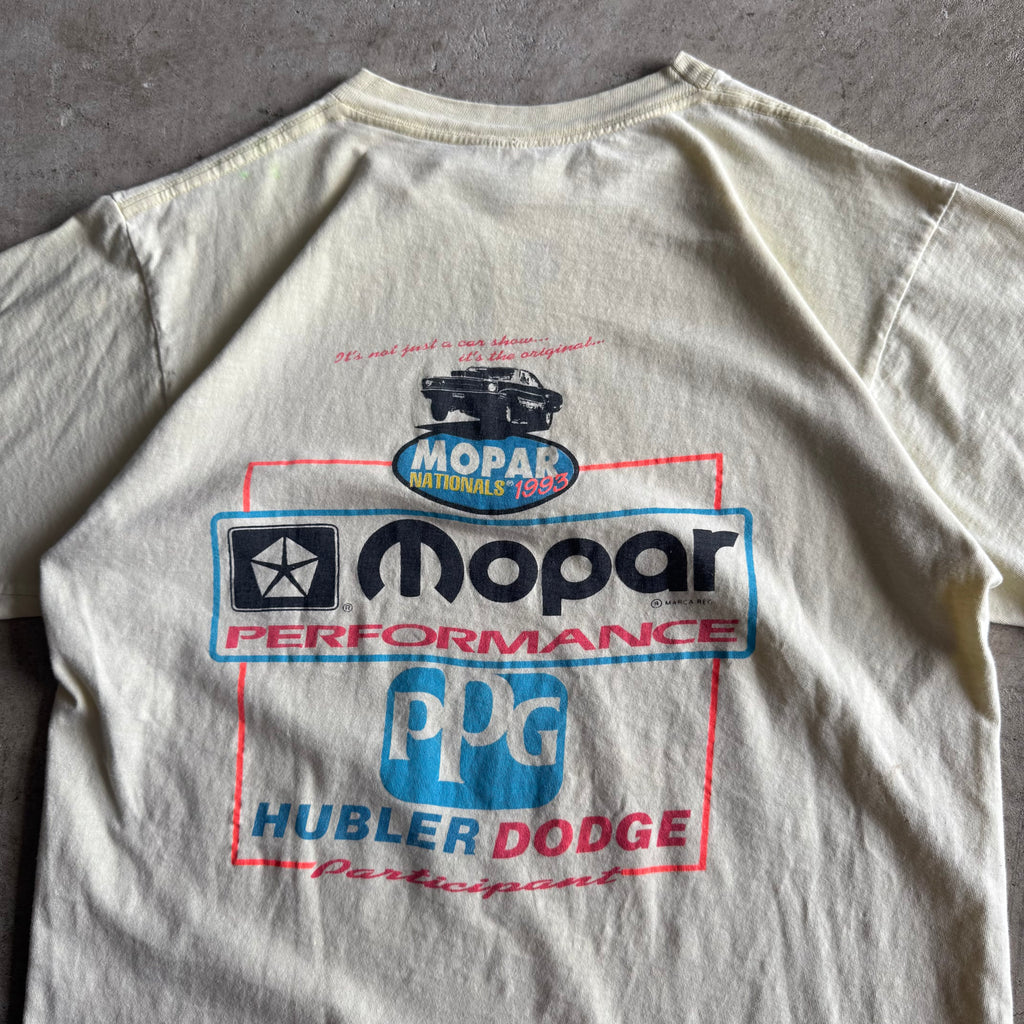 It's not just a car show...
it's the original...
MOPAR
NATIONALS® 1993
Mopar
®
® MARCA REG.
PERFORMANCE
PPG
HUBLER DODGE
Participant